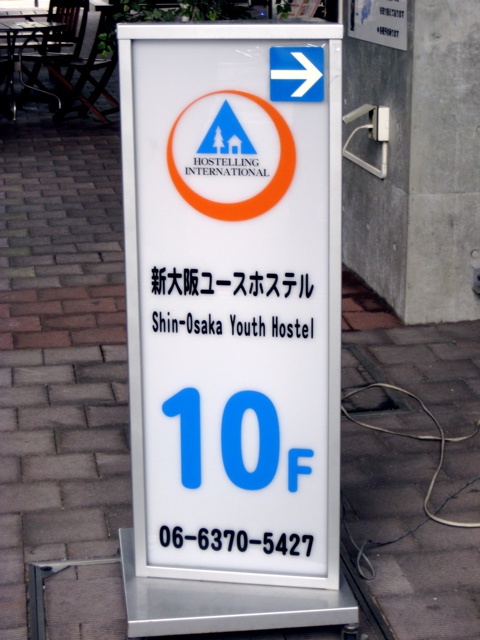 HOSTELLING
INTERNATIONAL
新大阪ユースホステル
Shin-Osaka Youth Hostel
10F
06-6370-5427